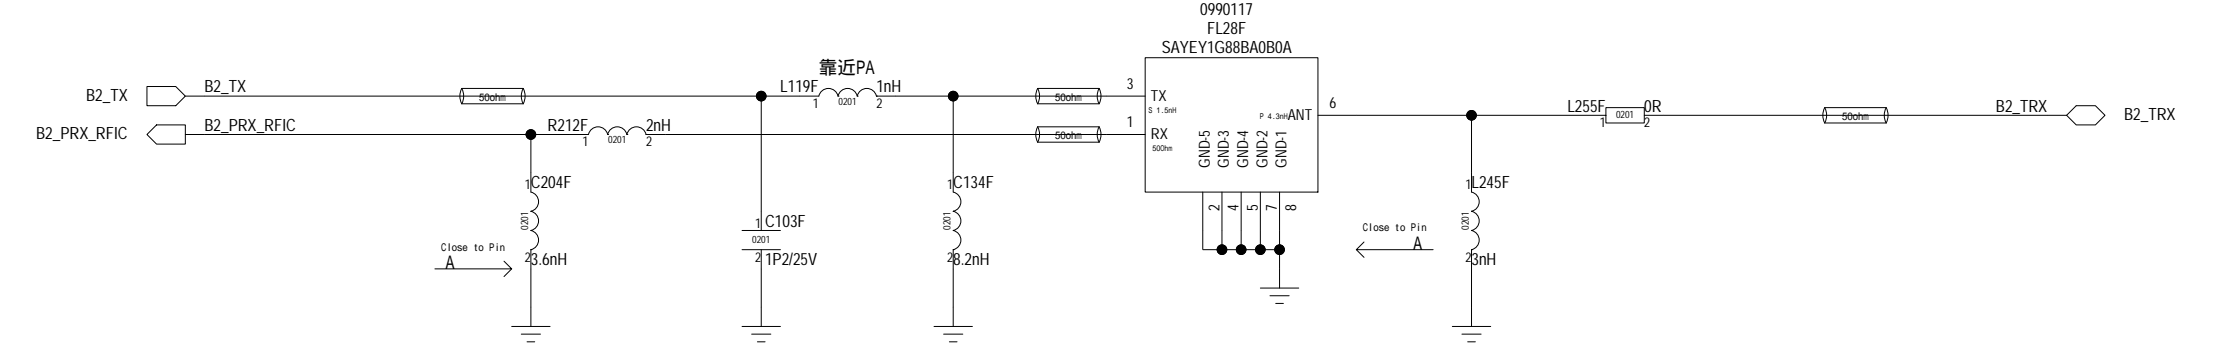 0990117
FL28F
SAYEY1G88BA0B0A
靠近PA
B2_TX
B2_TX
50ohm
L119F
1nH
1
0201
2
50ohm
3
TX
S 1.5nH
B2_PRX_RFIC
B2_PRX_RFIC
R212F
2nH
1
0201
2
50ohm
1
RX
50Ohm
P 4.3nH
ANT
6
GND-5
GND-3
GND-4
GND-2
GND-1
2
4
5
7
8
L255F
0R
1
0201
2
50ohm
B2_TRX
B2_TRX
1
C204F
0201
2
3.6nH
Close to Pin
A
1
C103F
0201
2
1P2/25V
1
C134F
0201
2
8.2nH
Close to Pin
A
1
L245F
0201
2
3nH